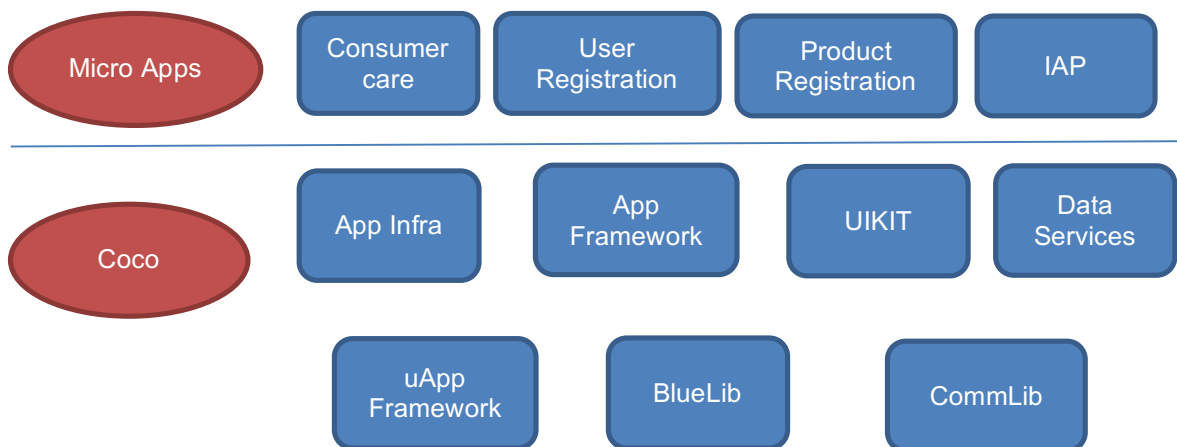 Micro Apps
Consumer
care
User
Registration
Product
Registration
IAP
Coco
App Infra
App
Framework
UIKIT
Data
Services
uApp
Framework
BlueLib
CommLib